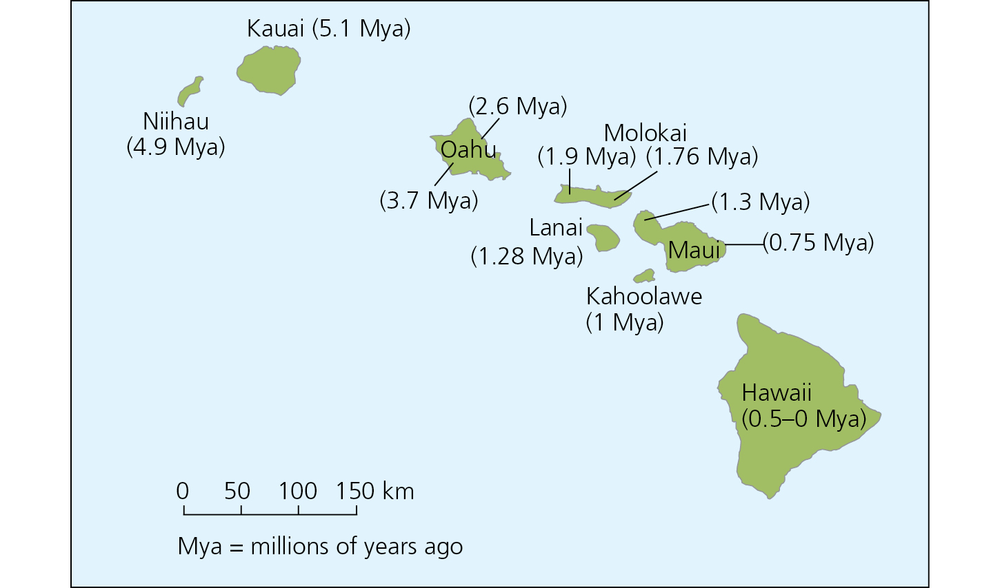 Kauai (5.1 Mya)
Niihau
(4.9 Mya)
(2.6 Mya)
Oahu
(3.7 Mya)
Molokai
(1.9 Mya) (1.76 Mya)
(1.3 Mya)
Lanai
(1.28 Mya)
Maui
(0.75 Mya)
Kahoolawe
(1 Mya)
Hawaii
(0.5–0 Mya)
0 50 100 150 km
Mya = millions of years ago